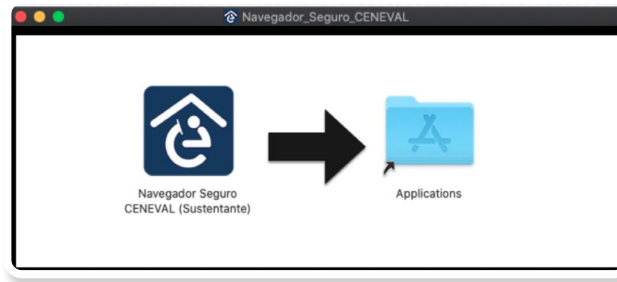 Navegador_Seguro_CENEVAL
Navegador Seguro
CENEVAL (Sustentante)
Applications